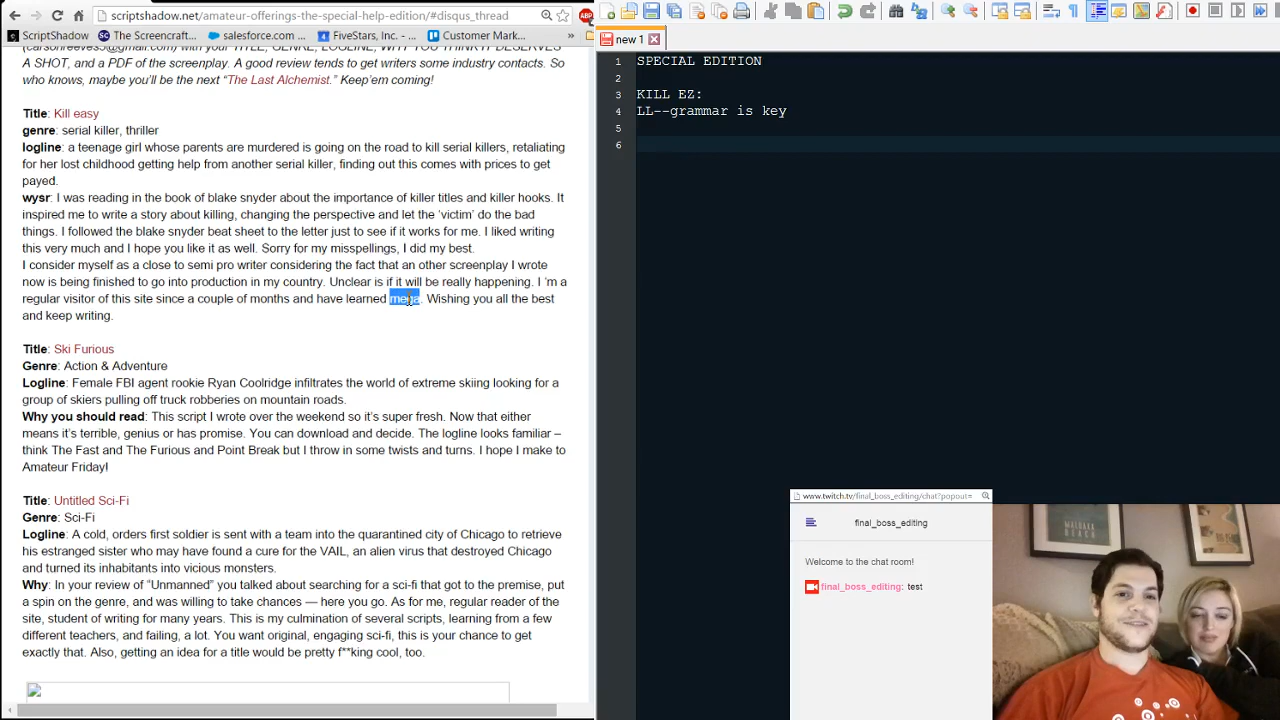 scriptshadow.net/amateur-offerings-the-special-help-edition/#disqus_thread
ABP
ScriptShadow
SC The Screencraft...
salesforce.com ...
FiveStars, Inc. - ...
Customer Mark...
»
A SHOT, and a PDF of the screenplay. A good review tends to get writers some industry contacts. So
who knows, maybe you'll be the next “The Last Alchemist.” Keep'em coming!
Title: Kill easy
genre: serial killer, thriller
logline: a teenage girl whose parents are murdered is going on the road to kill serial killers, retaliating
for her lost childhood getting help from another serial killer, finding out this comes with prices to get
payed.
wysr: I was reading in the book of blake snyder about the importance of killer titles and killer hooks. It
inspired me to write a story about killing, changing the perspective and let the ‘victim’ do the bad
things. I followed the blake snyder beat sheet to the letter just to see if it works for me. I liked writing
this very much and I hope you like it as well. Sorry for my misspellings, I did my best.
I consider myself as a close to semi pro writer considering the fact that an other screenplay I wrote
now is being finished to go into production in my country. Unclear is if it will be really happening. I 'm a
regular visitor of this site since a couple of months and have learned mega. Wishing you all the best
and keep writing.
Title: Ski Furious
Genre: Action & Adventure
Logline: Female FBI agent rookie Ryan Coolridge infiltrates the world of extreme skiing looking for a
group of skiers pulling off truck robberies on mountain roads.
Why you should read: This script I wrote over the weekend so it's super fresh. Now that either
means it's terrible, genius or has promise. You can download and decide. The logline looks familiar –
think The Fast and The Furious and Point Break but I throw in some twists and turns. I hope I make to
Amateur Friday!
Title: Untitled Sci-Fi
Genre: Sci-Fi
Logline: A cold, orders first soldier is sent with a team into the quarantined city of Chicago to retrieve
his estranged sister who may have found a cure for the VAIL, an alien virus that destroyed Chicago
and turned its inhabitants into vicious monsters.
Why: In your review of “Unmanned” you talked about searching for a sci-fi that got to the premise, put
a spin on the genre, and was willing to take chances — here you go. As for me, regular reader of the
site, student of writing for many years. This is my culmination of several scripts, learning from a few
different teachers, and failing, a lot. You want original, engaging sci-fi, this is your chance to get
exactly that. Also, getting an idea for a title would be pretty f**king cool, too.
new 1
1 SPECIAL EDITION
2
3 KILL EZ:
4 LL--grammar is key
5
6
www.twitch.tv/final_boss_editing/chat?popout=
final_boss_editing
Welcome to the chat room!
final_boss_editing: test